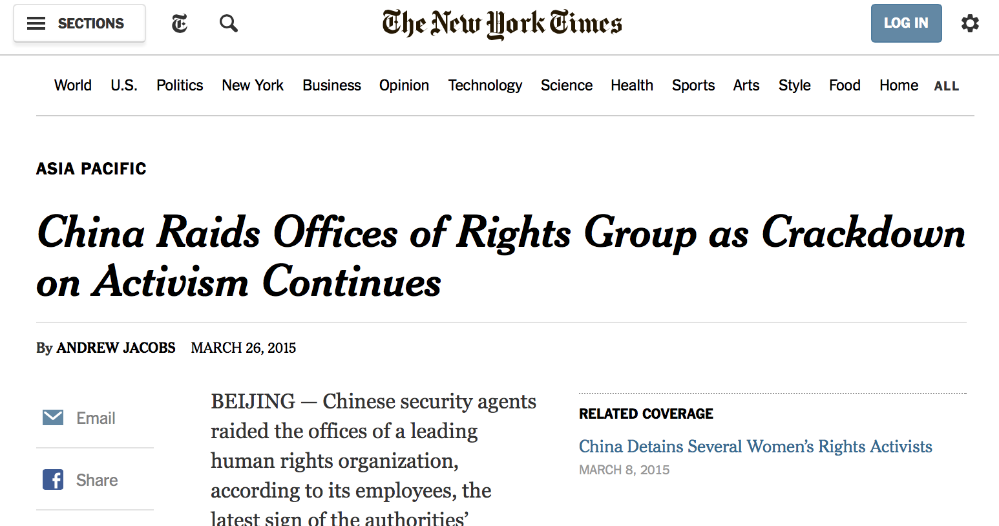 SECTIONS
The New York Times
LOG IN
World U.S. Politics New York Business Opinion Technology Science Health Sports Arts Style Food Home ALL
ASIA PACIFIC
China Raids Offices of Rights Group as Crackdown
on Activism Continues
By ANDREW JACOBS MARCH 26, 2015
Email
Share
BEIJING — Chinese security agents
raided the offices of a leading
human rights organization,
according to its employees, the
latest sign of the authorities’
RELATED COVERAGE
China Detains Several Women’s Rights Activists
MARCH 8, 2015